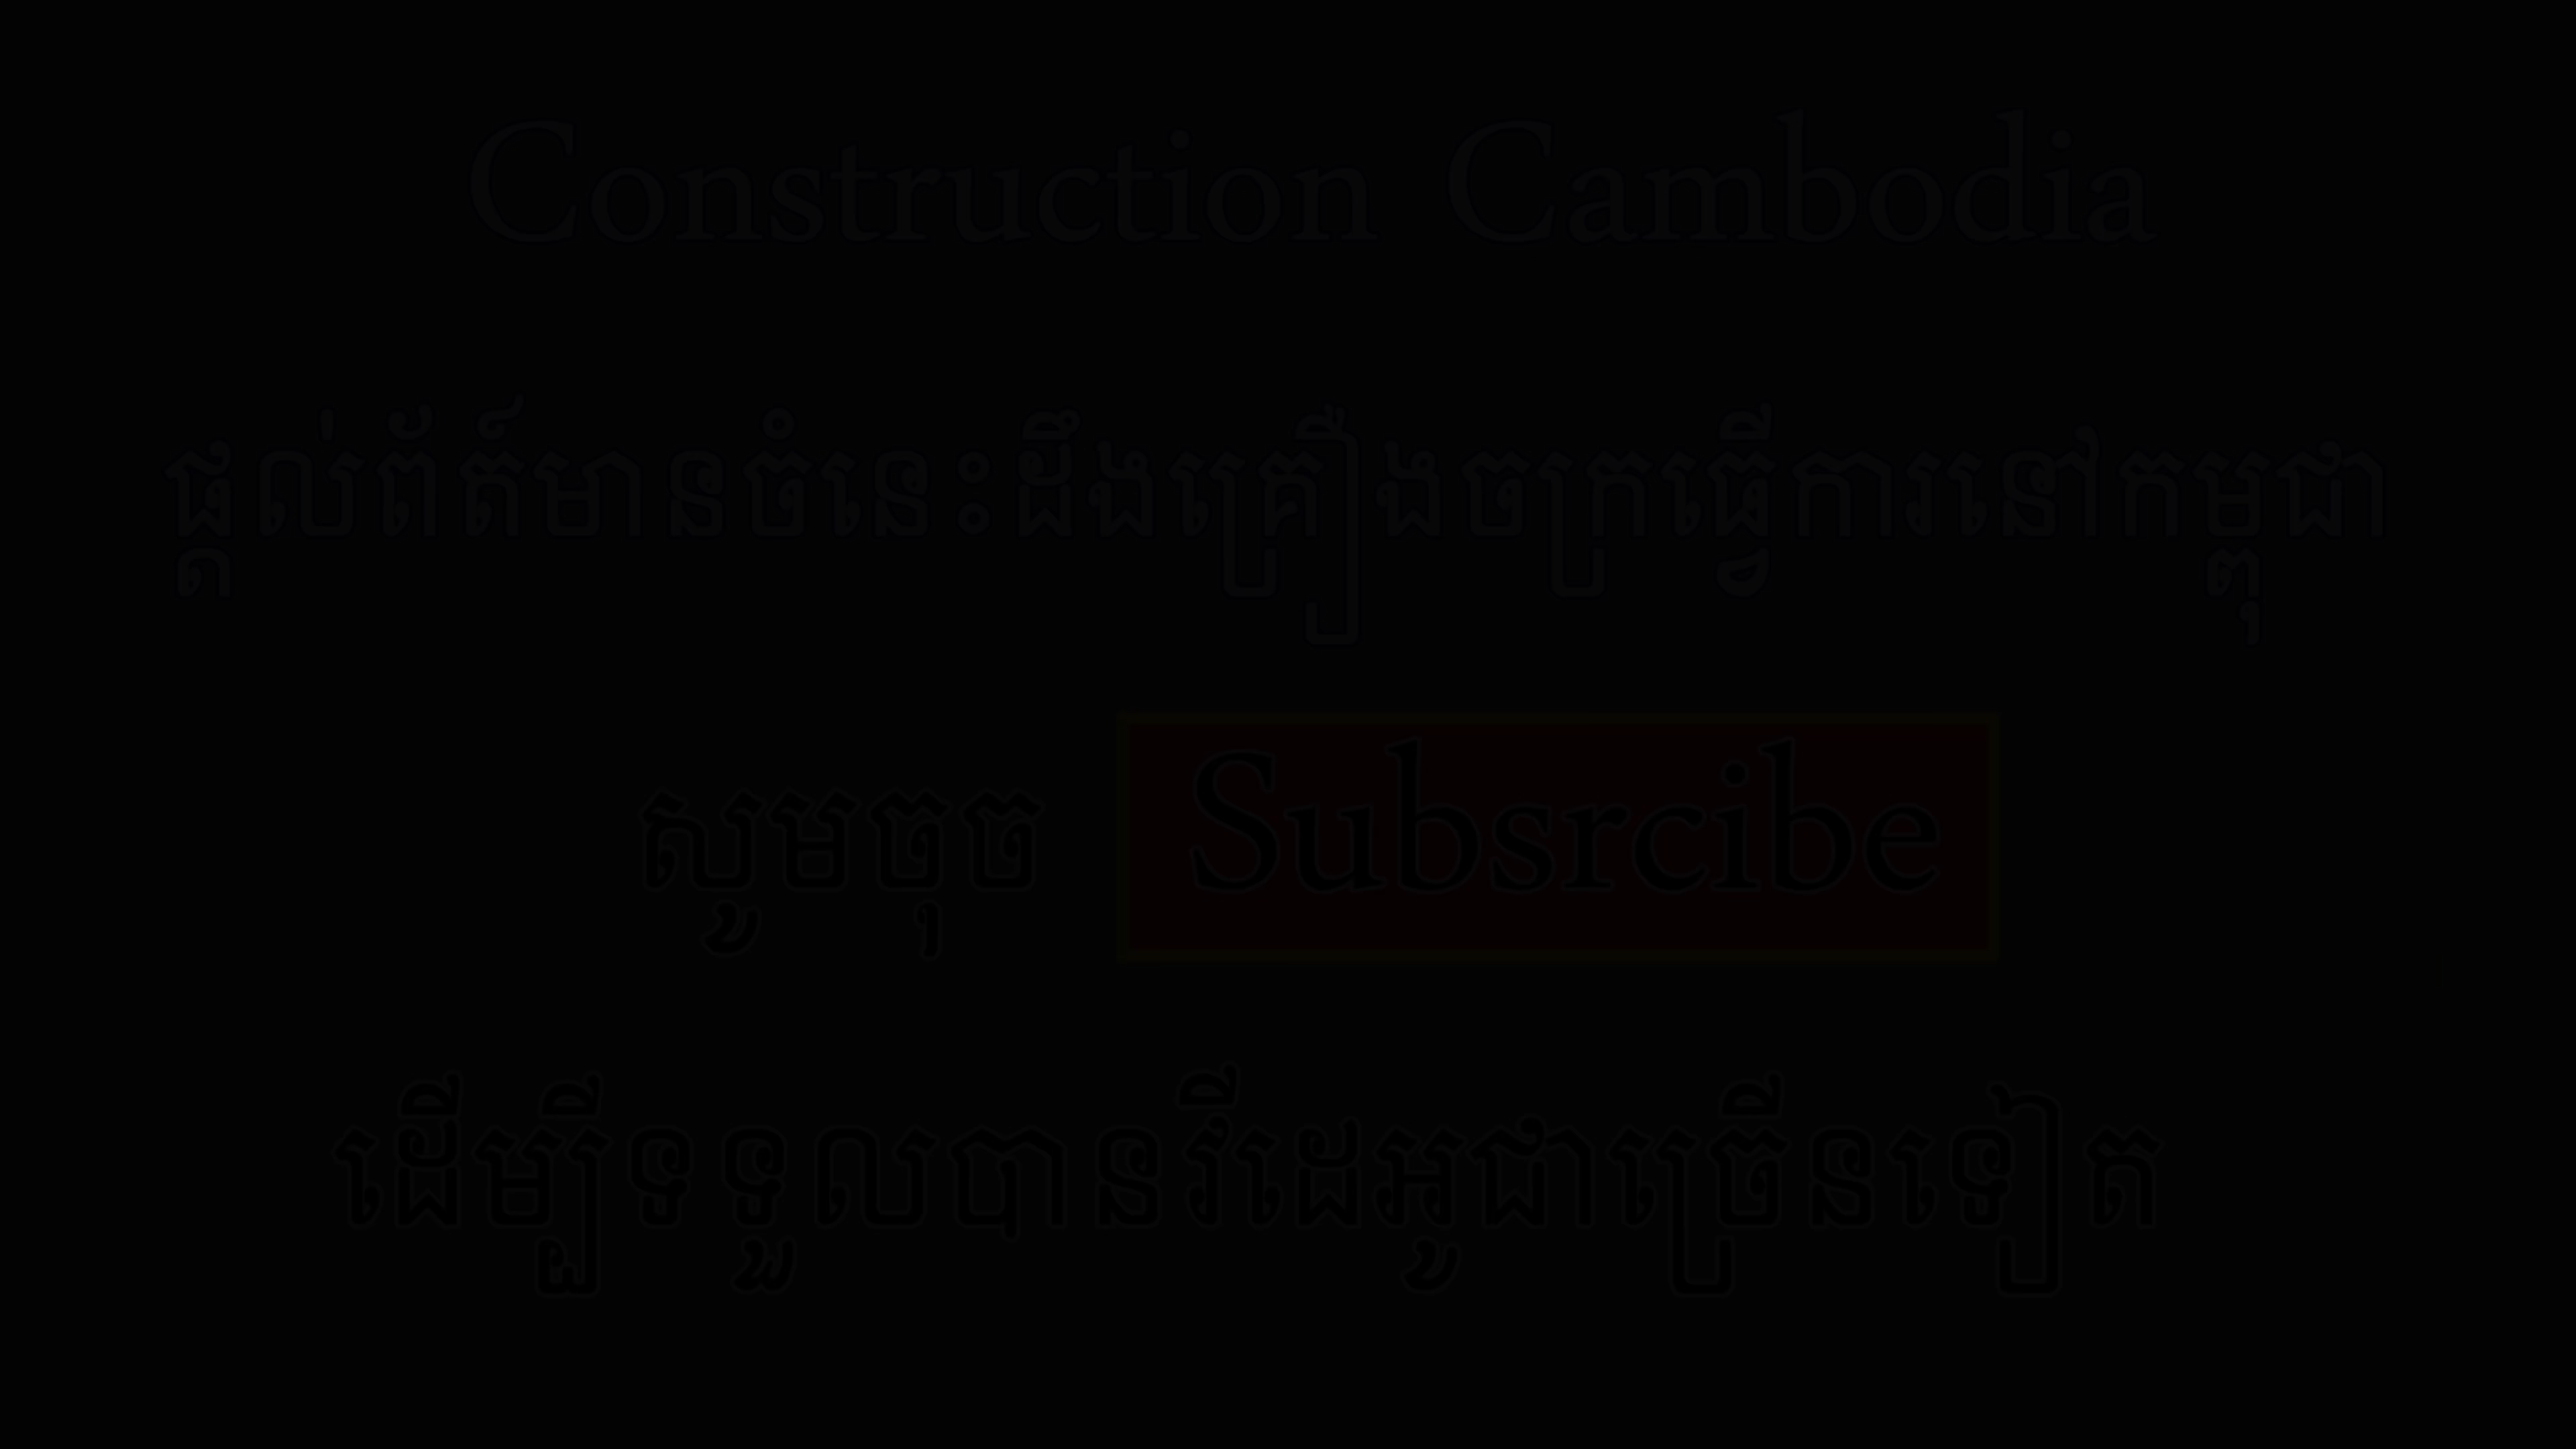 Construction Cambodia
ផ្តល់ព័ត៍មានចំនេះដឹងគ្រឿងចក្រធ្វើការនៅកម្ពុជា
សូមចុច Subsrcibe
ដើម្បីទទួលបានវីដេអូជាច្រើនទៀត